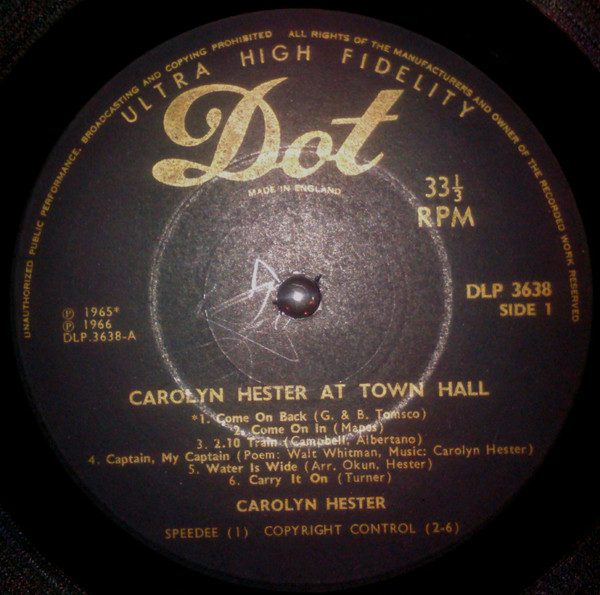 UNAUTHORIZED PUBLIC PERFORMANCE, BROADCASTING AND COPYING PROHIBITED ALL RIGHTS OF THE MANUFACTURERS AND OWNER OF THE RECORDED WORK RESERVED
ULTRA HIGH FIDELITY
Dot
MADE IN ENGLAND
33⅓
RPM
DLP 3638
SIDE 1
Ⓟ 1965*
Ⓟ 1966
DLP.3638-A
CAROLYN HESTER AT TOWN HALL
*1. Come On Back (G. & B. Tomsco)
2. Come On In (Mapes)
3. 2.10 Train (Campbell, Albertano)
4. Captain, My Captain (Poem: Walt Whitman, Music: Carolyn Hester)
5. Water Is Wide (Arr. Okun, Hester)
6. Carry It On (Turner)
CAROLYN HESTER
SPEEDEE (1) COPYRIGHT CONTROL (2-6)